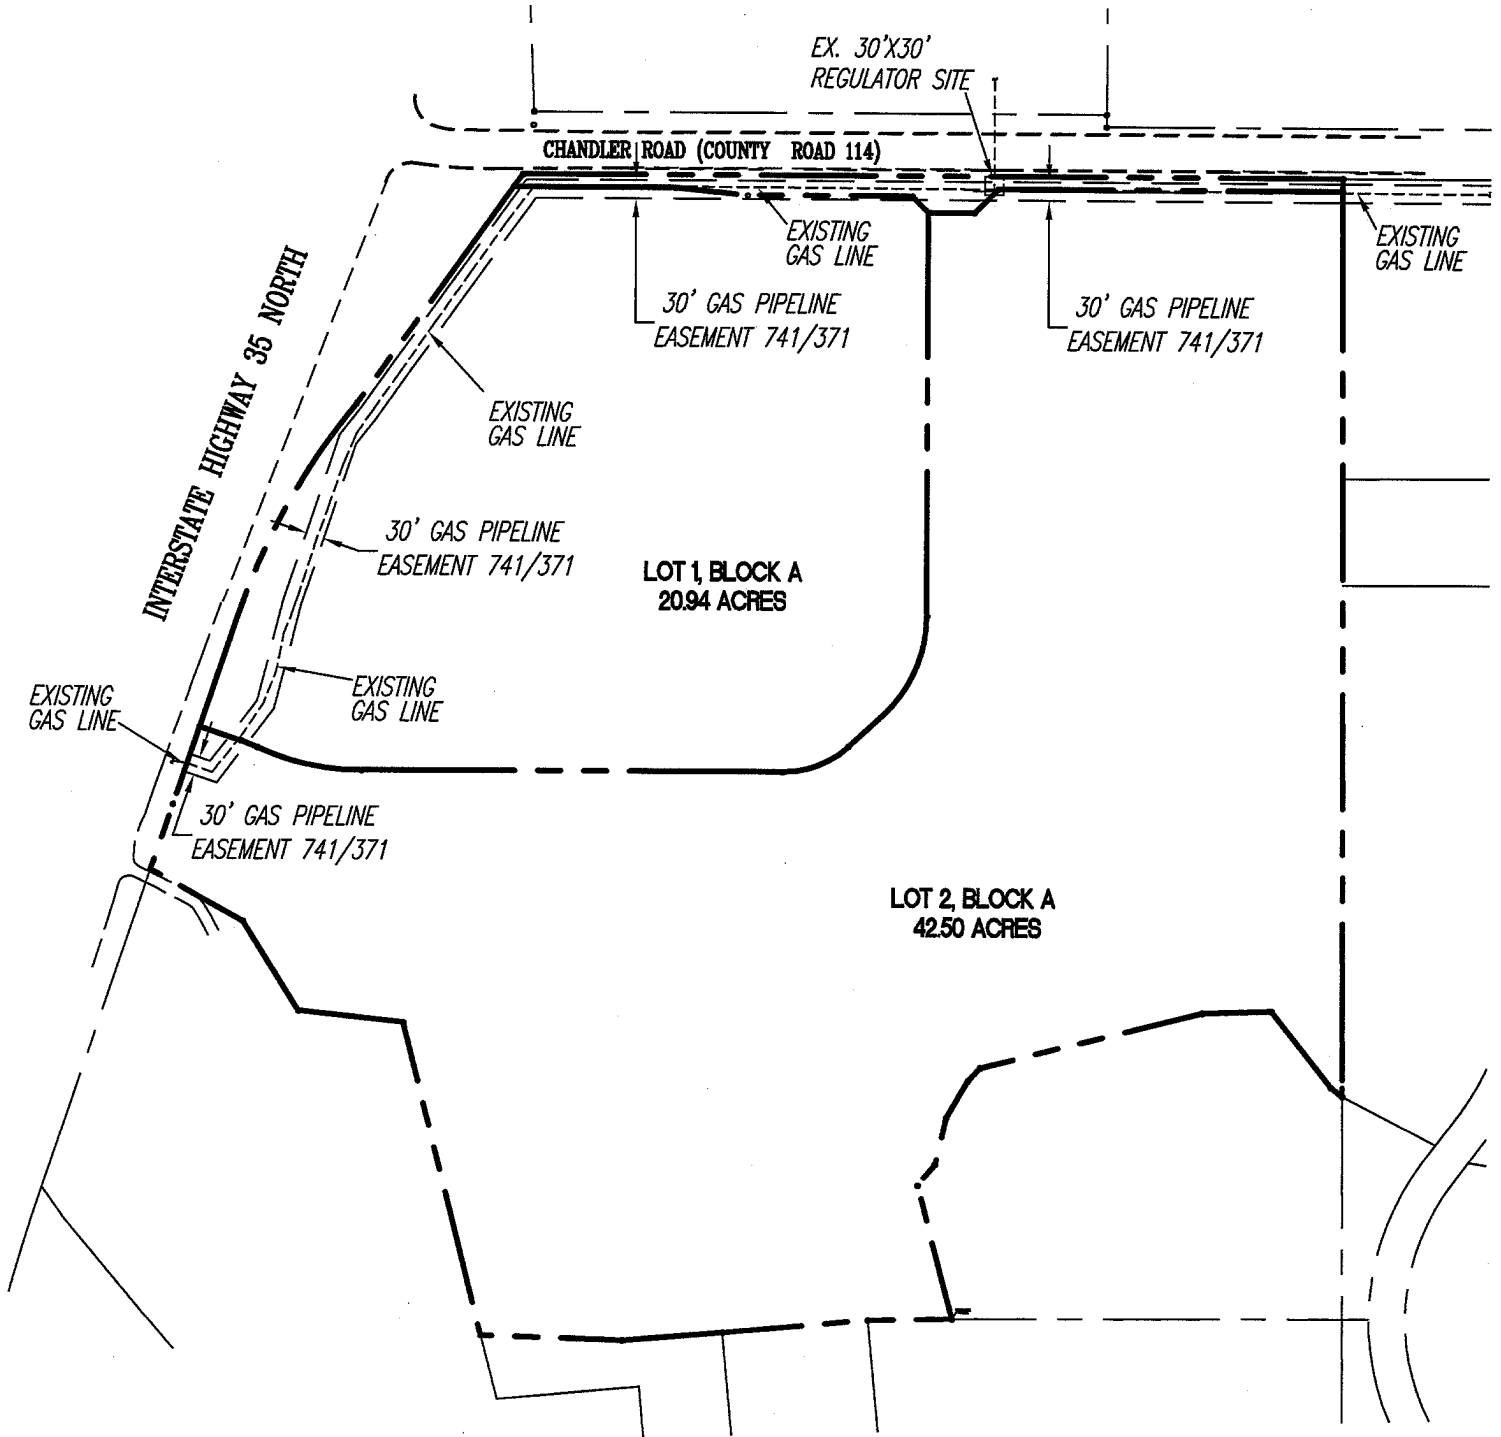 EX. 30'X30'
REGULATOR SITE
CHANDLER ROAD (COUNTY ROAD 114)
EXISTING
GAS LINE
EXISTING
GAS LINE
30' GAS PIPELINE
EASEMENT 741/371
30' GAS PIPELINE
EASEMENT 741/371
INTERSTATE HIGHWAY 35 NORTH
EXISTING
GAS LINE
30' GAS PIPELINE
EASEMENT 741/371
LOT 1, BLOCK A
20.94 ACRES
EXISTING
GAS LINE
EXISTING
GAS LINE
30' GAS PIPELINE
EASEMENT 741/371
LOT 2, BLOCK A
42.50 ACRES